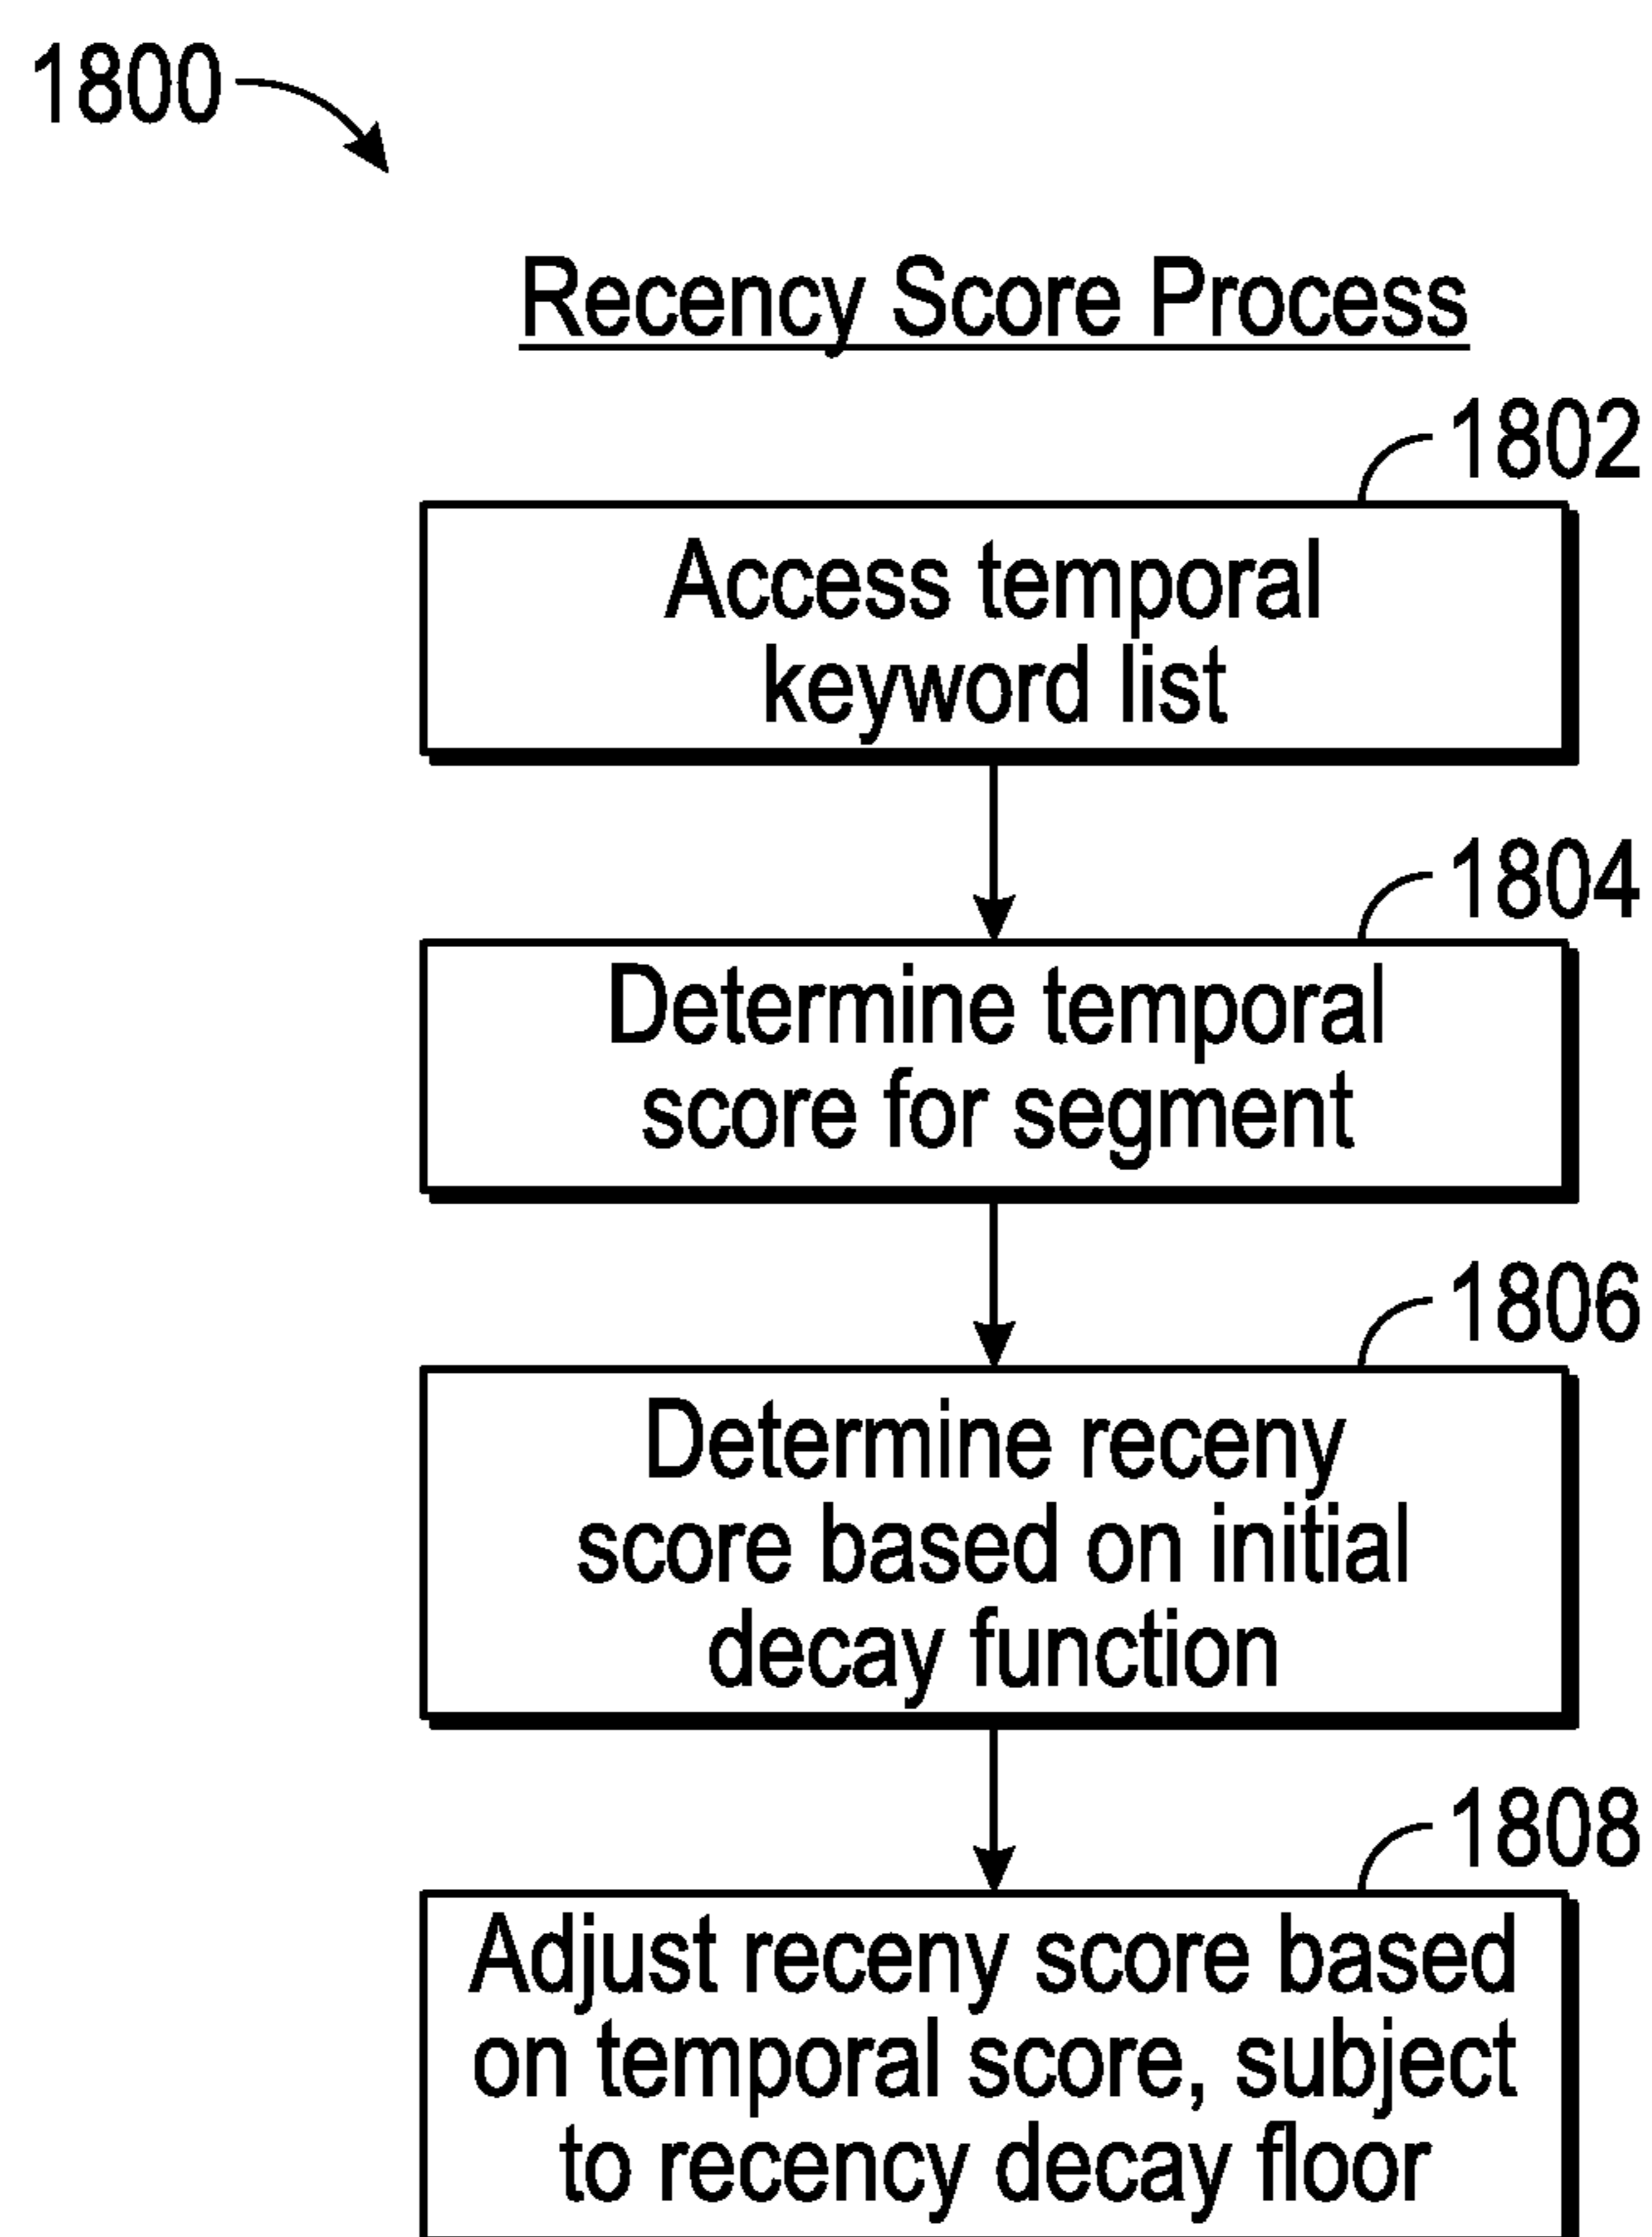 1800
Recency Score Process
1802
Access temporal
keyword list
1804
Determine temporal
score for segment
1806
Determine receny
score based on initial
decay function
1808
Adjust receny score based
on temporal score, subject
to recency decay floor